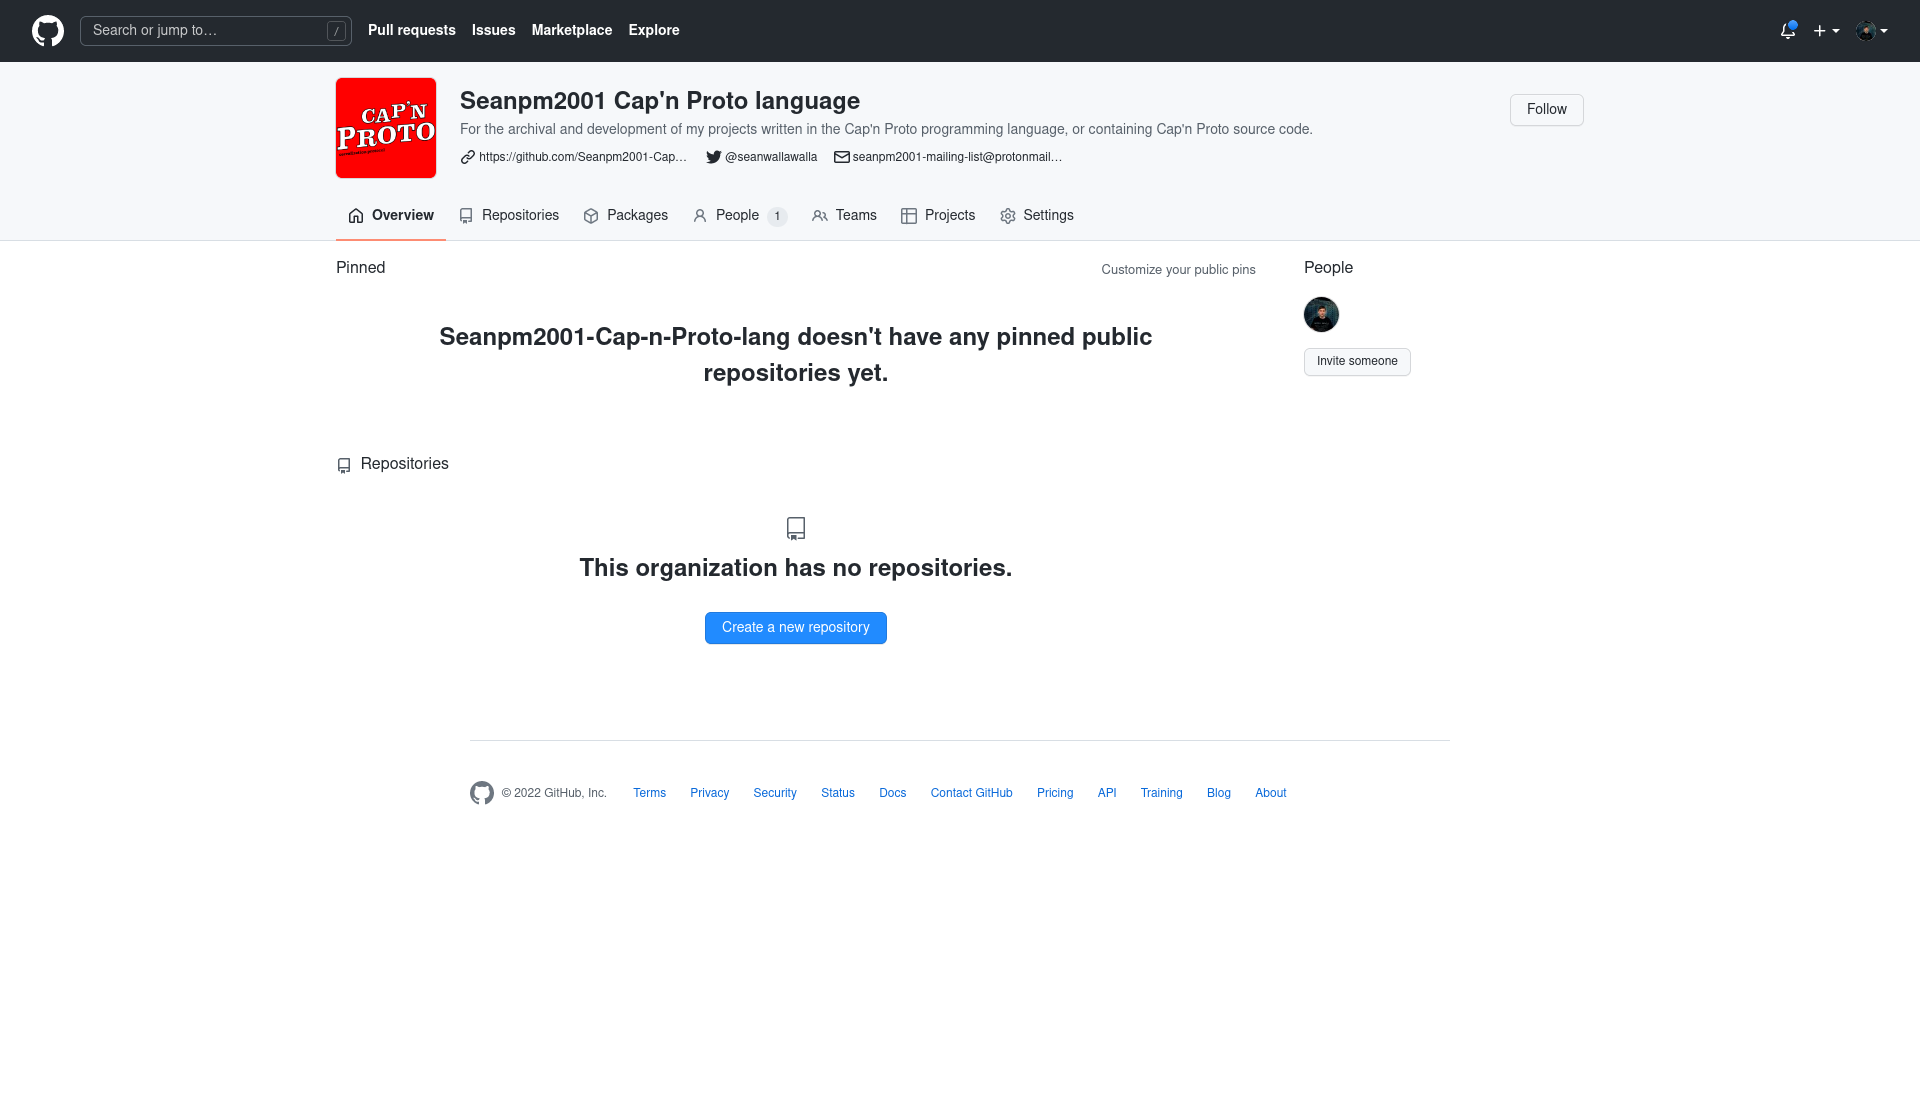 Search or jump to…
/
Pull requests
Issues
Marketplace
Explore
CAP'N
PROTO
Seanpm2001 Cap'n Proto language
Follow
For the archival and development of my projects written in the Cap'n Proto programming language, or containing Cap'n Proto source code.
https://github.com/Seanpm2001-Cap…
@seanwallawalla
seanpm2001-mailing-list@protonmail…
Overview
Repositories
Packages
People 1
Teams
Projects
Settings
Pinned
Customize your public pins
People
Seanpm2001-Cap-n-Proto-lang doesn't have any pinned public
repositories yet.
Invite someone
Repositories
This organization has no repositories.
Create a new repository
© 2022 GitHub, Inc.
Terms
Privacy
Security
Status
Docs
Contact GitHub
Pricing
API
Training
Blog
About